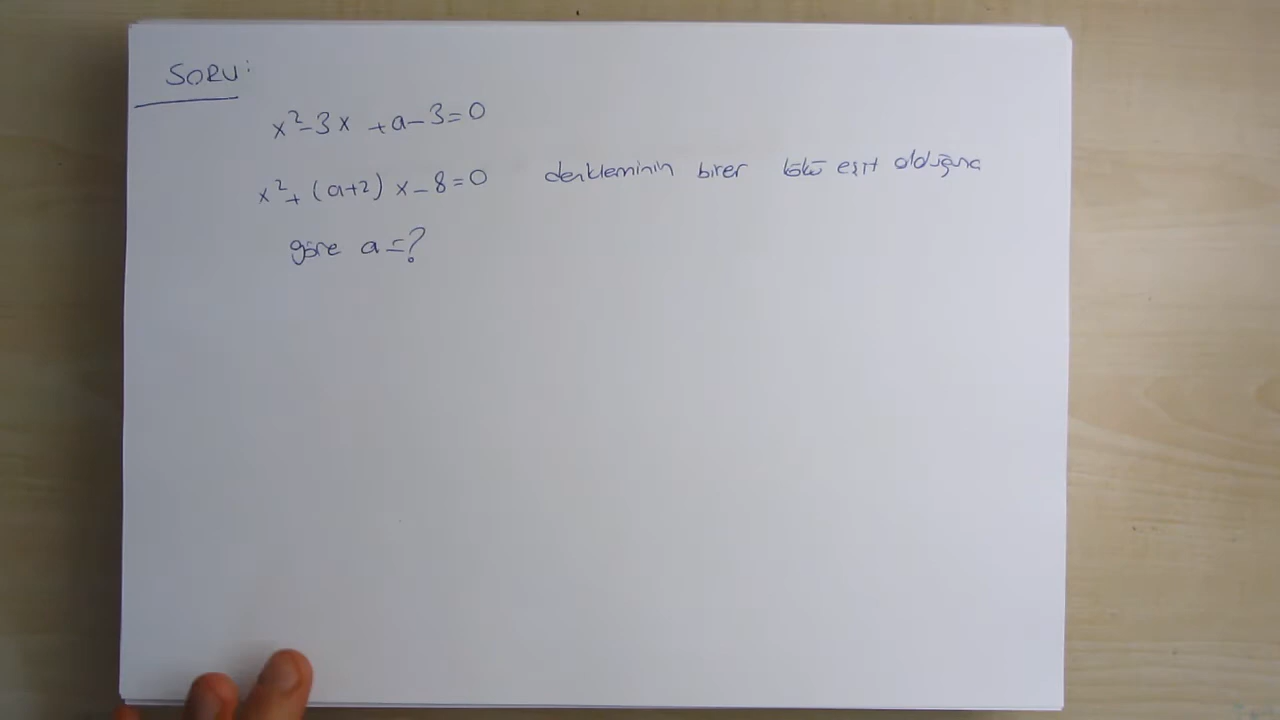 SORU:
x²-3x +a-3=0
x²+(a+2)x-8=0 denkleminin birer kökü eşit olduğuna
göre a=?